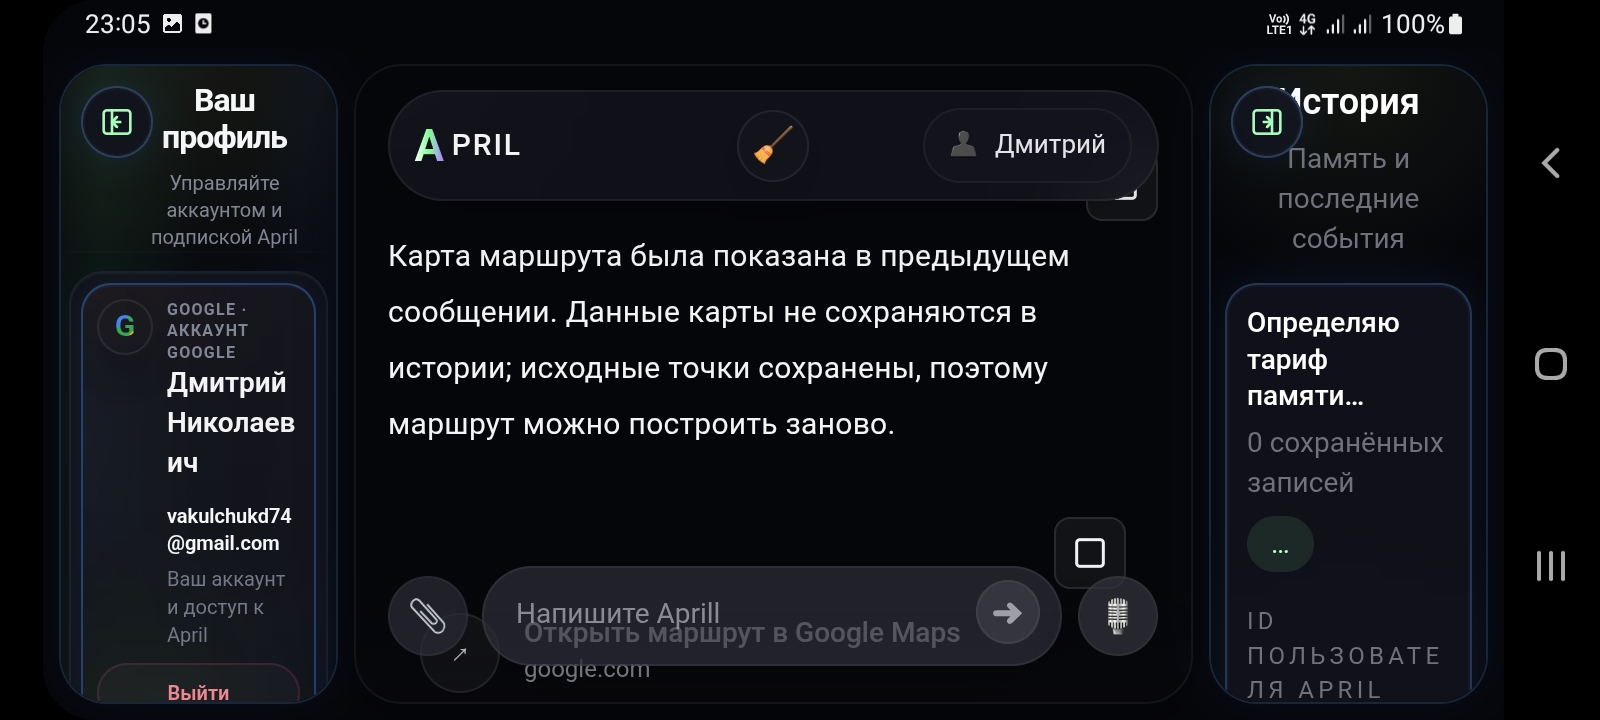 23:05
Vo)) LTE1 4G 100%
Ваш
профиль
Управляйте
аккаунтом и
подпиской April
GOOGLE ·
АККАУНТ
GOOGLE
Дмитрий
Николаев
ич
vakulchukd74
@gmail.com
Ваш аккаунт
и доступ к
April
Выйти
APRIL
Дмитрий
Карта маршрута была показана в предыдущем
сообщении. Данные карты не сохраняются в
истории; исходные точки сохранены, поэтому
маршрут можно построить заново.
Напишите Aprill
Открыть маршрут в Google Maps
google.com
История
Память и
последние
события
Определяю
тариф
памяти...
0 сохранённых
записей
...
ID
ПОЛЬЗОВАТЕ
ЛЯ APRIL